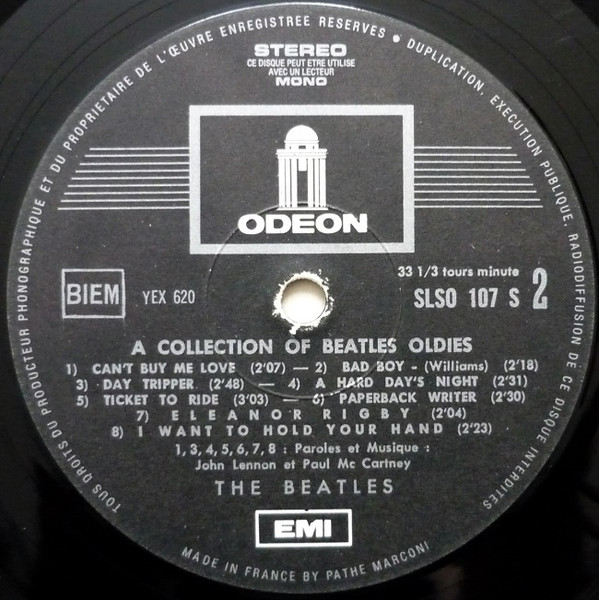 TOUS DROITS DU PRODUCTEUR PHONOGRAPHIQUE ET DU PROPRIETAIRE DE L'ŒUVRE ENREGISTREE RESERVES • DUPLICATION, EXECUTION PUBLIQUE, RADIODIFFUSION DE CE DISQUE INTERDITES
STEREO
CE DISQUE PEUT ETRE UTILISE
AVEC UN LECTEUR
MONO
ODEON
33 1/3 tours minute
BIEM YEX 620 SLSO 107 S 2
A COLLECTION OF BEATLES OLDIES
1) CAN'T BUY ME LOVE (2'07) — 2) BAD BOY - (Williams) (2'18)
3) DAY TRIPPER (2'48) — 4) A HARD DAY'S NIGHT (2'31)
5) TICKET TO RIDE (3'03) — 6) PAPERBACK WRITER (2'30)
7) ELEANOR RIGBY (2'04)
8) I WANT TO HOLD YOUR HAND (2'23)
1, 3, 4, 5, 6, 7, 8 : Paroles et Musique :
John Lennon et Paul Mc Cartney
THE BEATLES
EMI
MADE IN FRANCE BY PATHE MARCONI